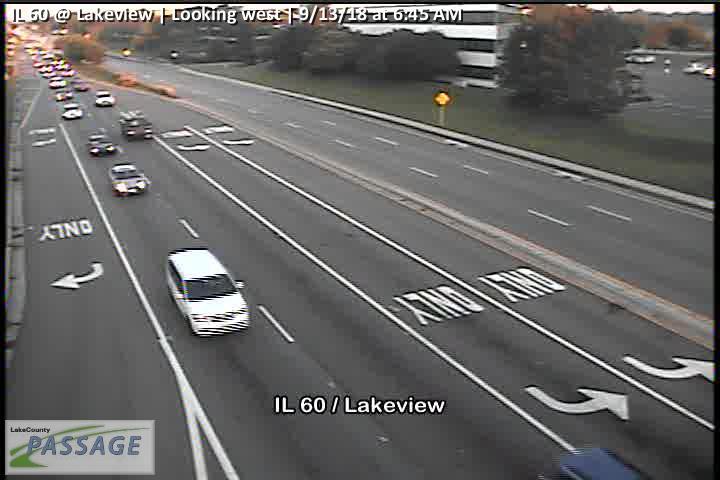 IL 60 @ Lakeview | Looking west | 9/13/18 at 6:45 AM
ONLY
ONLY
ONLY
IL 60 / Lakeview
LakeCounty
PASSAGE